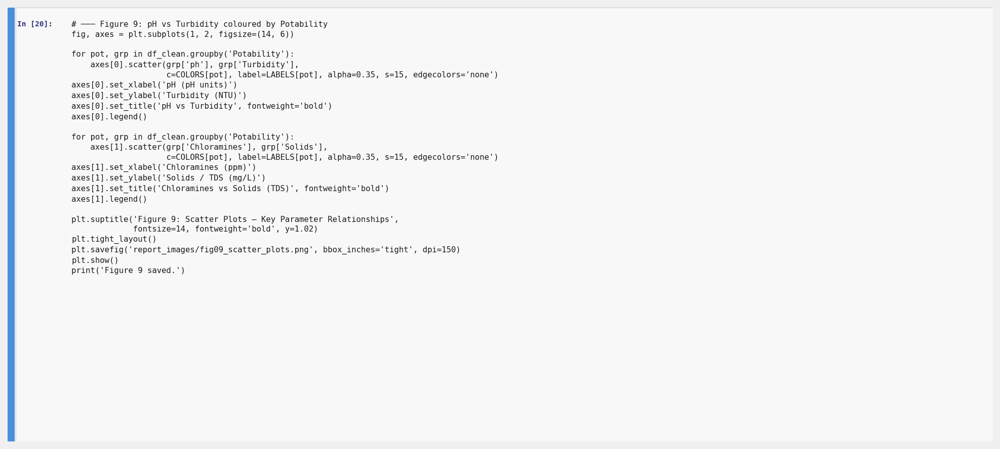 In [20]: # ─── Figure 9: pH vs Turbidity coloured by Potability
fig, axes = plt.subplots(1, 2, figsize=(14, 6))

for pot, grp in df_clean.groupby('Potability'):
    axes[0].scatter(grp['ph'], grp['Turbidity'],
                    c=COLORS[pot], label=LABELS[pot], alpha=0.35, s=15, edgecolors='none')
axes[0].set_xlabel('pH (pH units)')
axes[0].set_ylabel('Turbidity (NTU)')
axes[0].set_title('pH vs Turbidity', fontweight='bold')
axes[0].legend()

for pot, grp in df_clean.groupby('Potability'):
    axes[1].scatter(grp['Chloramines'], grp['Solids'],
                    c=COLORS[pot], label=LABELS[pot], alpha=0.35, s=15, edgecolors='none')
axes[1].set_xlabel('Chloramines (ppm)')
axes[1].set_ylabel('Solids / TDS (mg/L)')
axes[1].set_title('Chloramines vs Solids (TDS)', fontweight='bold')
axes[1].legend()

plt.suptitle('Figure 9: Scatter Plots – Key Parameter Relationships',
             fontsize=14, fontweight='bold', y=1.02)
plt.tight_layout()
plt.savefig('report_images/fig09_scatter_plots.png', bbox_inches='tight', dpi=150)
plt.show()
print('Figure 9 saved.')